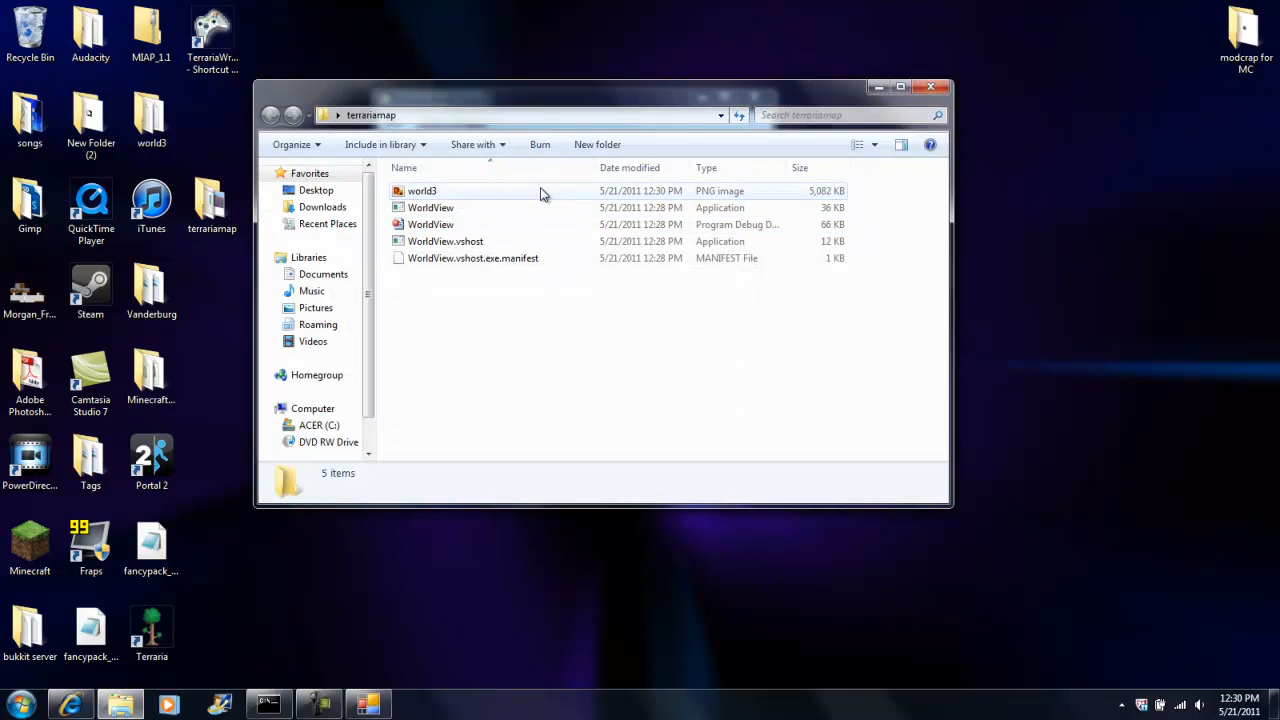 Recycle Bin
Audacity
MIAP_1.1
TerrariaWr...
- Shortcut ...
modcrap for
MC
songs
New Folder
(2)
world3
Gimp
QuickTime
Player
iTunes
terrariamap
Morgan_Fr...
Steam
Vanderburg
Adobe
Photosh...
Camtasia
Studio 7
Minecraft...
PowerDirec...
Tags
2
Portal 2
Minecraft
99
Fraps
fancypack_...
bukkit server
fancypack_...
Terraria
terrariamap
Search terrariamap
Organize
Include in library
Share with
Burn
New folder
Favorites
Desktop
Downloads
Recent Places
Libraries
Documents
Music
Pictures
Roaming
Videos
Homegroup
Computer
ACER (C:)
DVD RW Drive
Name Date modified Type Size
world3 5/21/2011 12:30 PM PNG image 5,082 KB
WorldView 5/21/2011 12:28 PM Application 36 KB
WorldView 5/21/2011 12:28 PM Program Debug D... 66 KB
WorldView.vshost 5/21/2011 12:28 PM Application 12 KB
WorldView.vshost.exe.manifest 5/21/2011 12:28 PM MANIFEST File 1 KB
5 items
12:30 PM
5/21/2011